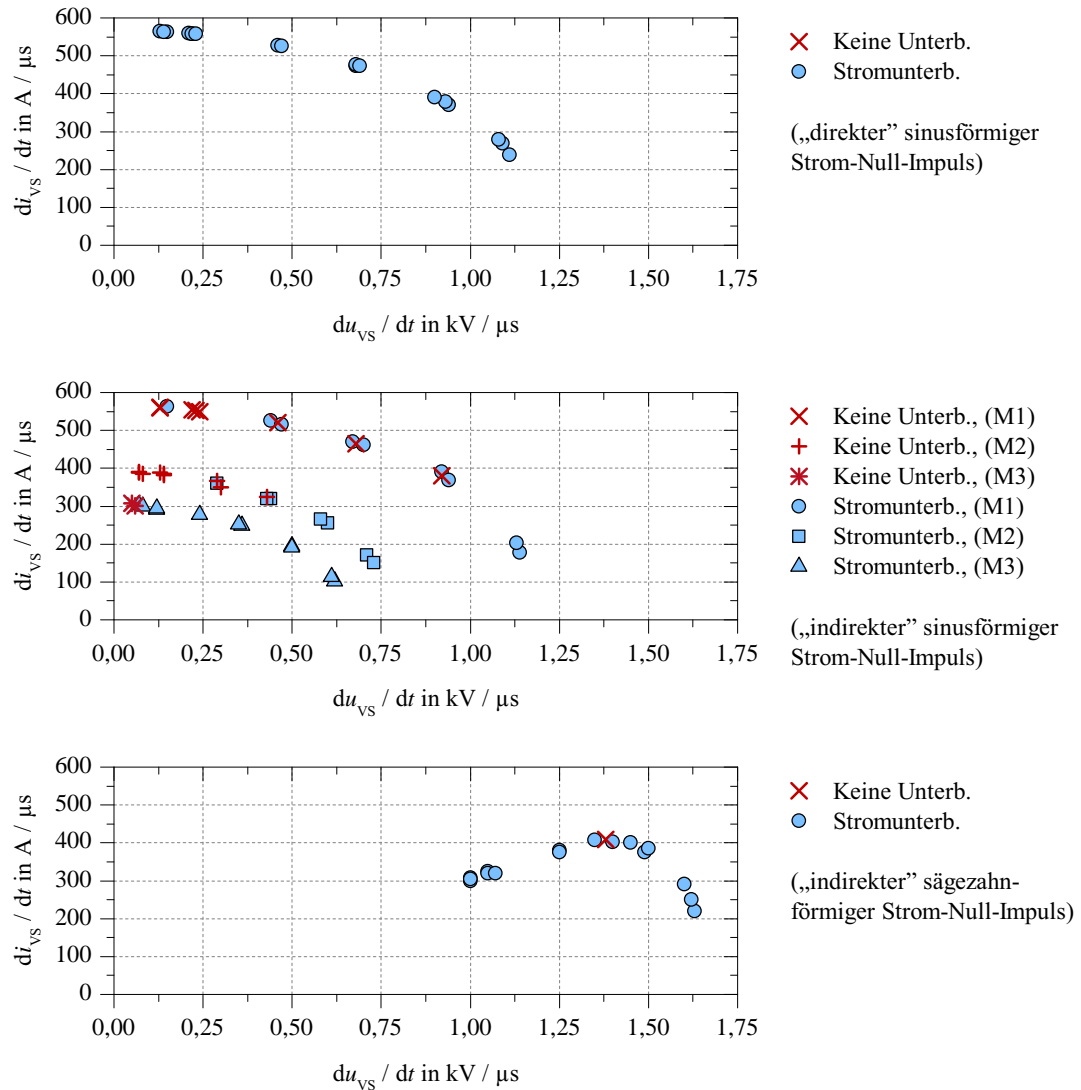 600
500
400
300
200
100
0
di_VS / dt in A / µs
0,00 0,25 0,50 0,75 1,00 1,25 1,50 1,75
du_VS / dt in kV / µs
Keine Unterb.
Stromunterb.
(„direkter” sinusförmiger
Strom-Null-Impuls)
600
500
400
300
200
100
0
di_VS / dt in A / µs
0,00 0,25 0,50 0,75 1,00 1,25 1,50 1,75
du_VS / dt in kV / µs
Keine Unterb., (M1)
Keine Unterb., (M2)
Keine Unterb., (M3)
Stromunterb., (M1)
Stromunterb., (M2)
Stromunterb., (M3)
(„indirekter” sinusförmiger
Strom-Null-Impuls)
600
500
400
300
200
100
0
di_VS / dt in A / µs
0,00 0,25 0,50 0,75 1,00 1,25 1,50 1,75
du_VS / dt in kV / µs
Keine Unterb.
Stromunterb.
(„indirekter” sägezahn-
förmiger Strom-Null-Impuls)